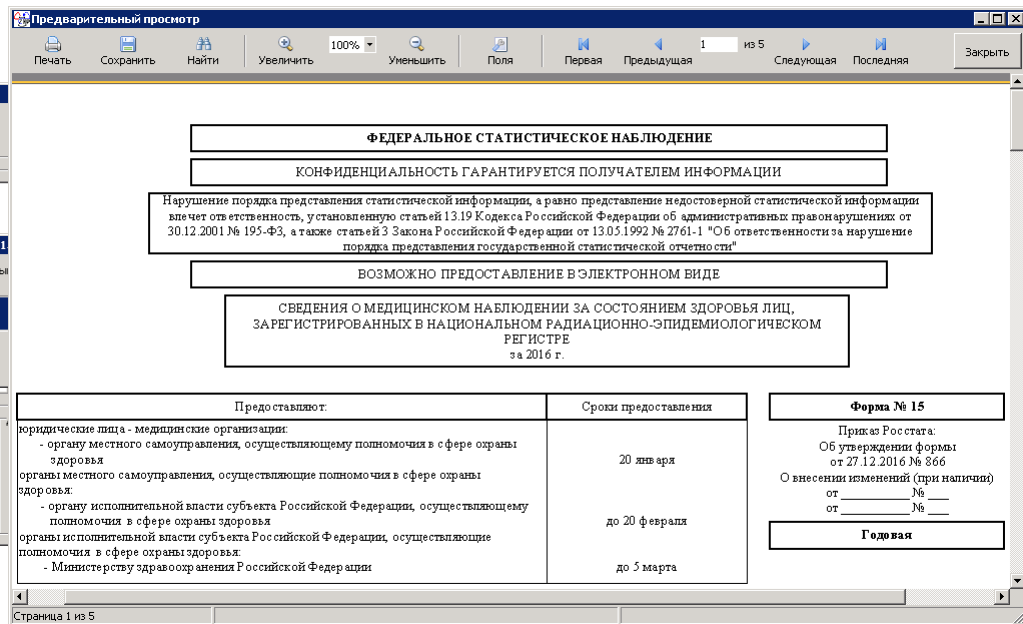 Предварительный просмотр
Печать Сохранить Найти Увеличить 100% Уменьшить Поля Первая Предыдущая 1 из 5 Следующая Последняя Закрыть
ФЕДЕРАЛЬНОЕ СТАТИСТИЧЕСКОЕ НАБЛЮДЕНИЕ
КОНФИДЕНЦИАЛЬНОСТЬ ГАРАНТИРУЕТСЯ ПОЛУЧАТЕЛЕМ ИНФОРМАЦИИ
Нарушение порядка представления статистической информации, а равно представление недостоверной статистической информации
влечет ответственность, установленную статьей 13.19 Кодекса Российской Федерации об административных правонарушениях от
30.12.2001 № 195-ФЗ, а также статьей 3 Закона Российской Федерации от 13.05.1992 № 2761-1 "Об ответственности за нарушение
порядка представления государственной статистической отчетности"
ВОЗМОЖНО ПРЕДОСТАВЛЕНИЕ В ЭЛЕКТРОННОМ ВИДЕ
СВЕДЕНИЯ О МЕДИЦИНСКОМ НАБЛЮДЕНИИ ЗА СОСТОЯНИЕМ ЗДОРОВЬЯ ЛИЦ,
ЗАРЕГИСТРИРОВАННЫХ В НАЦИОНАЛЬНОМ РАДИАЦИОННО-ЭПИДЕМИОЛОГИЧЕСКОМ
РЕГИСТРЕ
за 2016 г.
Предоставляют: Сроки предоставления
юридические лица - медицинские организации:
- органу местного самоуправления, осуществляющему полномочия в сфере охраны
здоровья
20 января
органы местного самоуправления, осуществляющие полномочия в сфере охраны
здоровья:
- органу исполнительной власти субъекта Российской Федерации, осуществляющему
полномочия в сфере охраны здоровья
до 20 февраля
органы исполнительной власти субъекта Российской Федерации, осуществляющие
полномочия в сфере охраны здоровья:
- Министерству здравоохранения Российской Федерации
до 5 марта
Форма № 15
Приказ Росстата:
Об утверждении формы
от 27.12.2016 № 866
О внесении изменений (при наличии)
от __________ № ___
от __________ № ___
Годовая
Страница 1 из 5